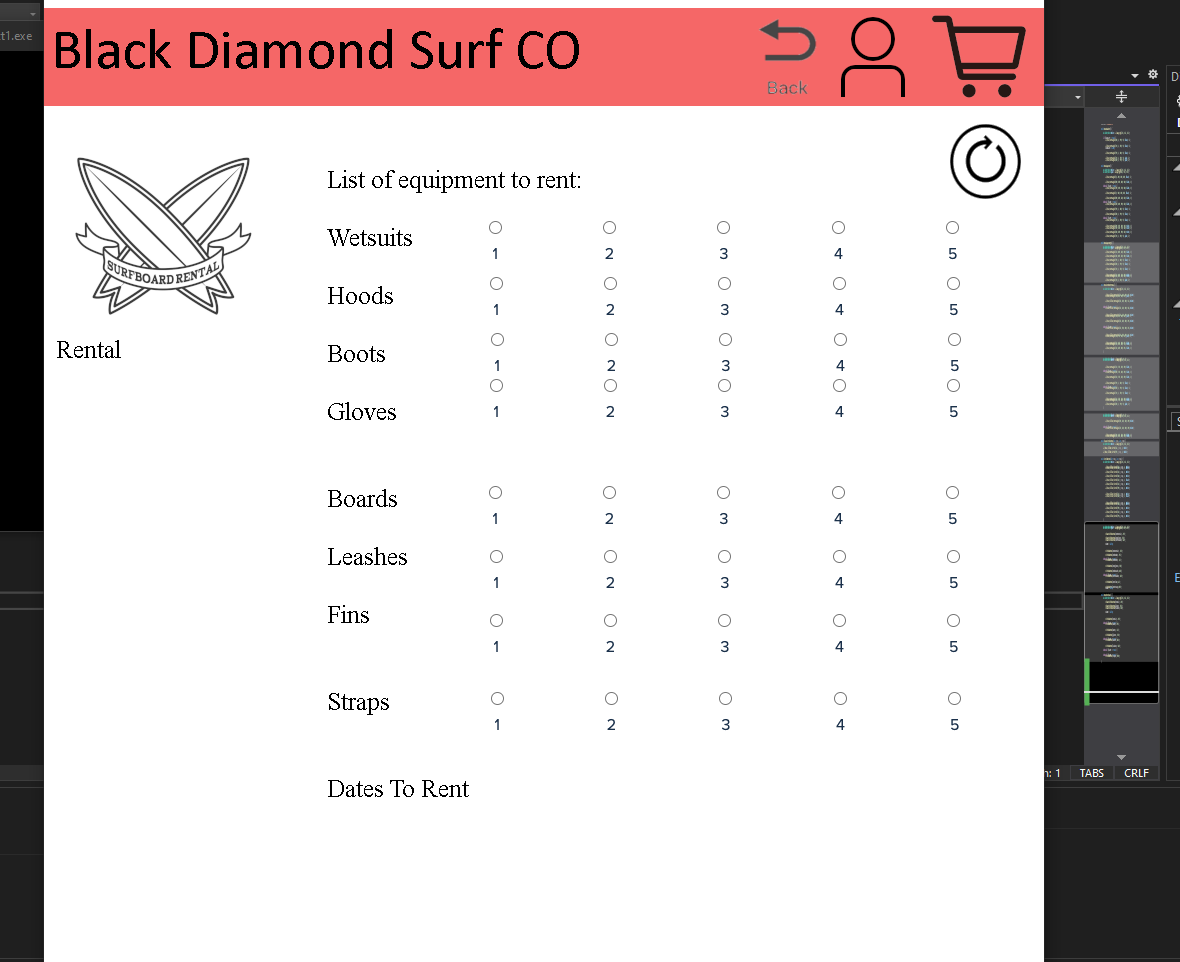 t1.exe
Black Diamond Surf CO
Back
D
List of equipment to rent:
Wetsuits
1 2 3 4 5
SURFBOARD RENTAL
Hoods
1 2 3 4 5
Rental
Boots
1 2 3 4 5
Gloves
1 2 3 4 5
Boards
1 2 3 4 5
Leashes
1 2 3 4 5
Fins
1 2 3 4 5
Straps
1 2 3 4 5
Dates To Rent
n: 1 TABS CRLF